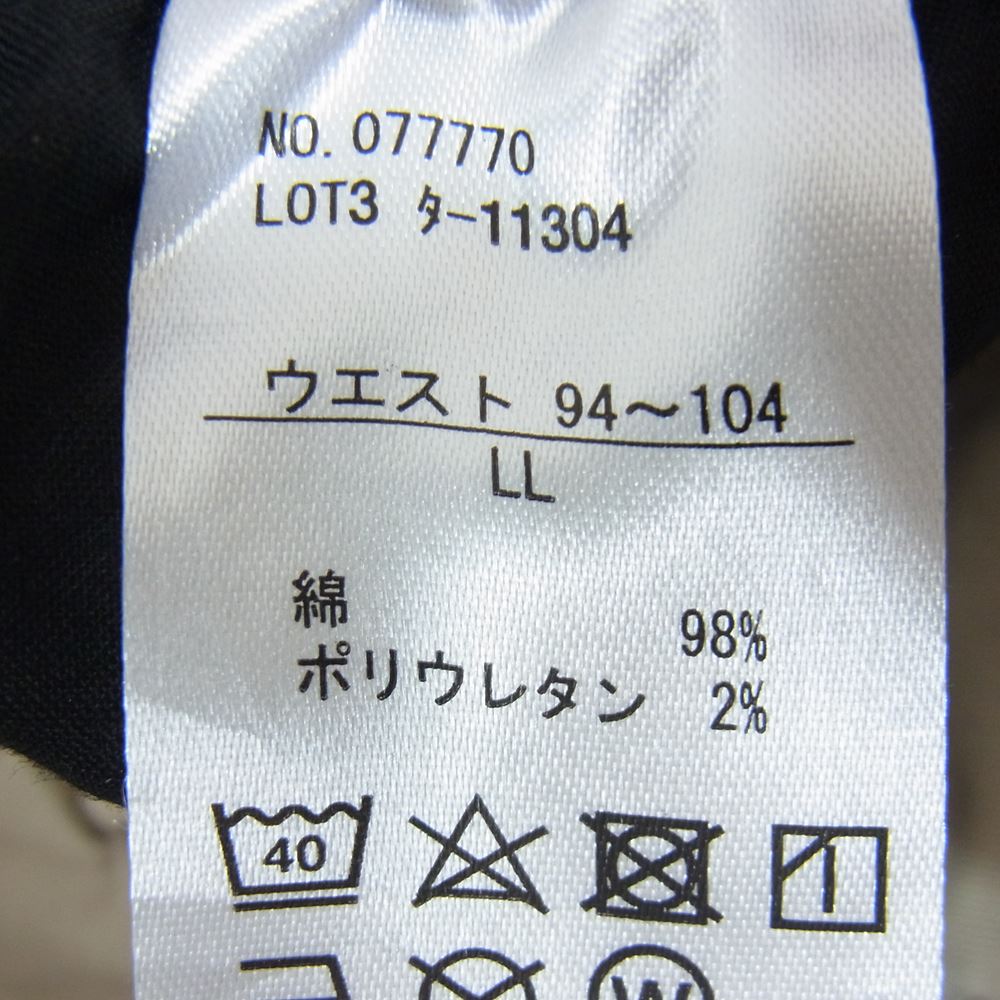 NO. 077770
LOT3 ﾀ-11304
ウエスト 94～104
LL
綿 98%
ポリウレタン 2%
40
W